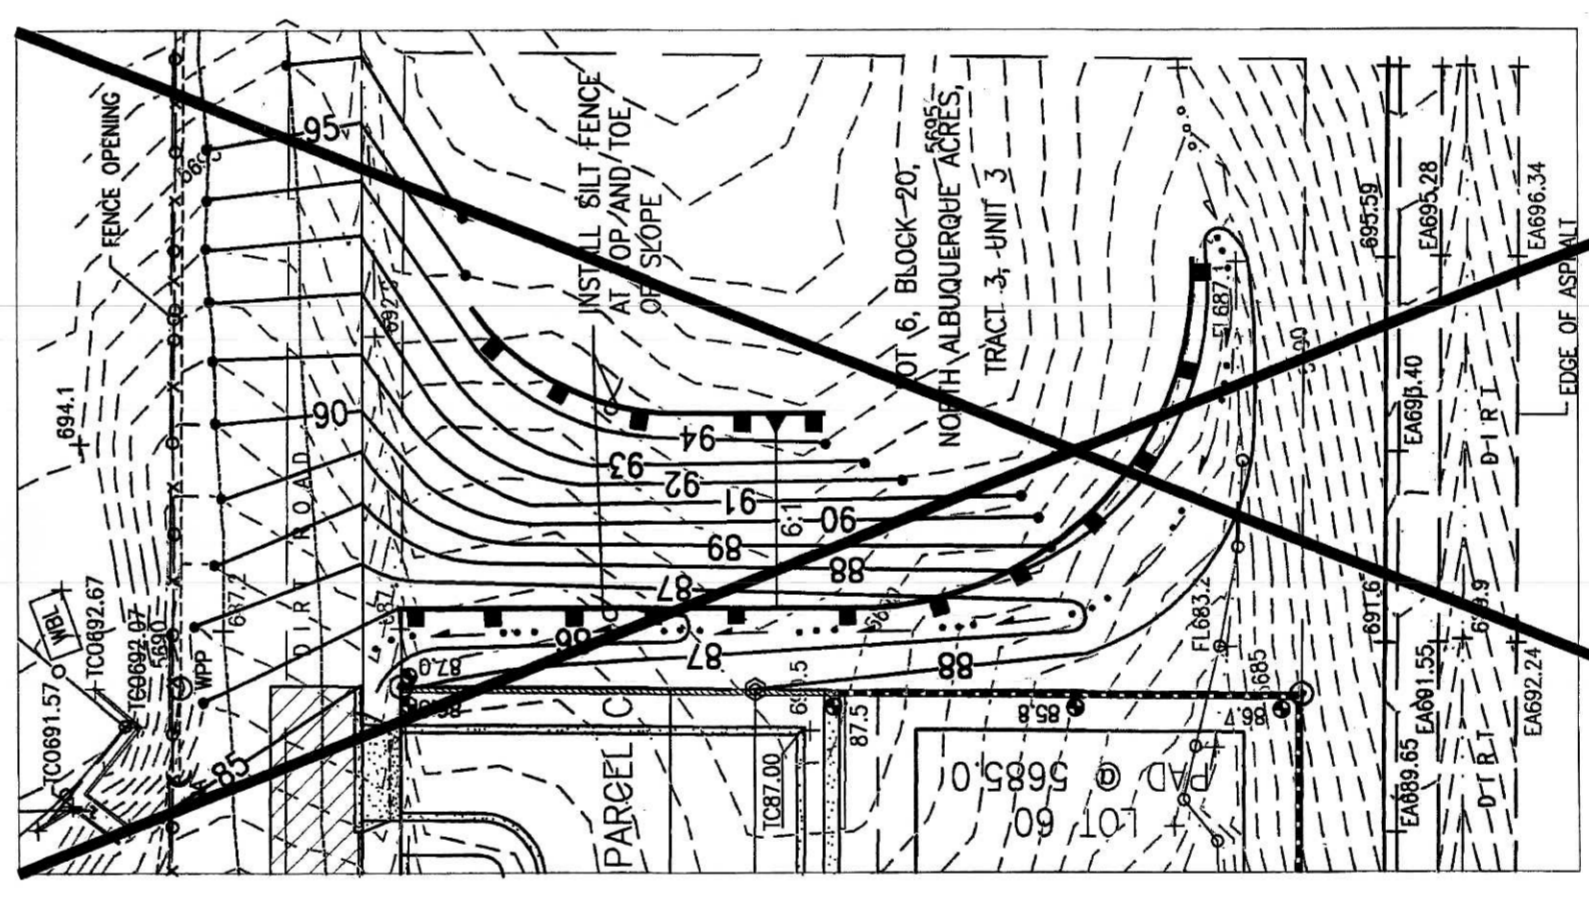 FENCE OPENING
95
INSTALL SILT FENCE
AT TOP AND TOE
OF SLOPE
LOT 6, BLOCK 20,
NORTH ALBUQUERQUE ACRES,
TRACT 3, UNIT 3
5695
695.59
EA695.28
EA696.34
EDGE OF ASPHALT
694.1
90
DIRT ROAD
94
93
92
91
90
89
88
87
6:1
EA693.40
DIRT
WBL
TC0692.67
TC0692.07
TC0691.57
5690
WPP
687.2
87.0
86
87
88
FL683.2
691.6
EA691.55
EA692.24
85
PARCEL C
TC87.00
87.5
85.8
86.7
5685
LOT 60
PAD @ 5685.0
EA689.65
DIRT